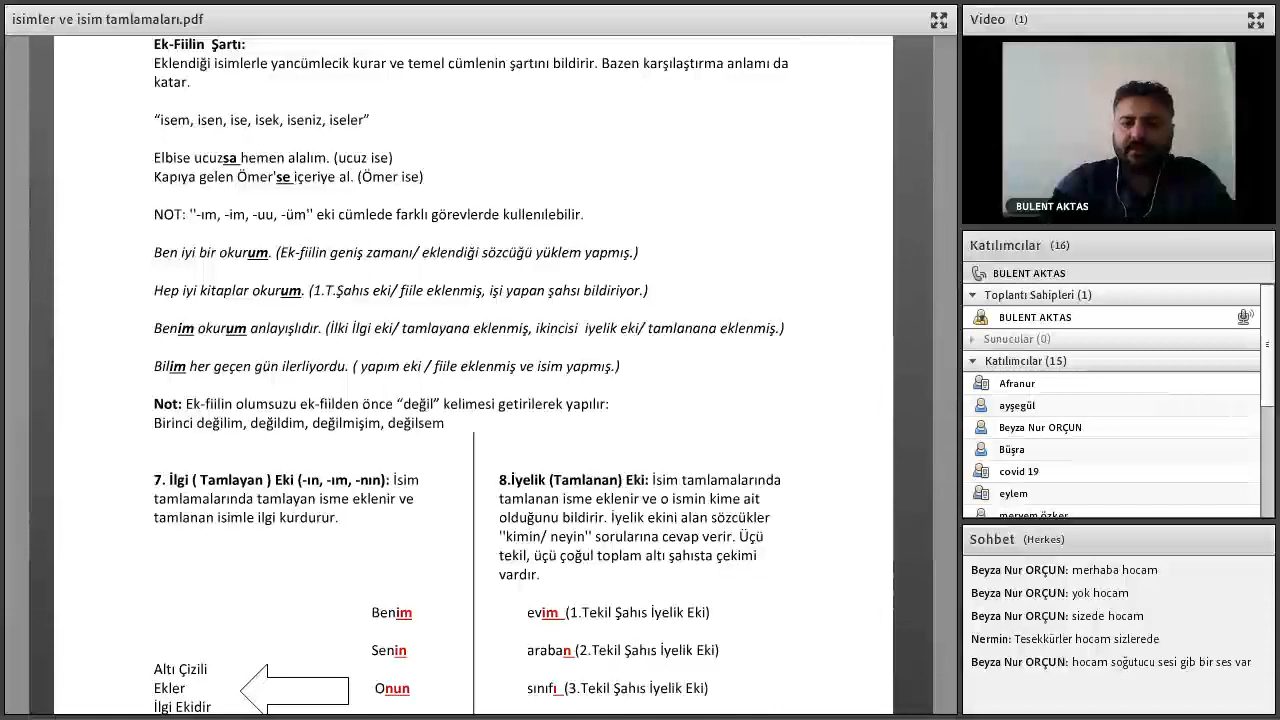 isimler ve isim tamlamaları.pdf
Ek-Fiilin Şartı:
Eklendiği isimlerle yancümlecik kurar ve temel cümlenin şartını bildirir. Bazen karşılaştırma anlamı da
katar.
“isem, isen, ise, isek, iseniz, iseler”
Elbise ucuzsa hemen alalım. (ucuz ise)
Kapıya gelen Ömer'se içeriye al. (Ömer ise)
NOT: ''-ım, -im, -uu, -üm'' eki cümlede farklı görevlerde kullenılebilir.
Ben iyi bir okurum. (Ek-fiilin geniş zamanı/ eklendiği sözcüğü yüklem yapmış.)
Hep iyi kitaplar okurum. (1.T.Şahıs eki/ fiile eklenmiş, işi yapan şahsı bildiriyor.)
Benim okurum anlayışlıdır. (İlki İlgi eki/ tamlayana eklenmiş, ikincisi iyelik eki/ tamlanana eklenmiş.)
Bilim her geçen gün ilerliyordu. ( yapım eki / fiile eklenmiş ve isim yapmış.)
Not: Ek-fiilin olumsuzu ek-fiilden önce “değil” kelimesi getirilerek yapılır:
Birinci değilim, değildim, değilmişim, değilsem
7. İlgi ( Tamlayan ) Eki (-ın, -ım, -nın): İsim
tamlamalarında tamlayan isme eklenir ve
tamlanan isimle ilgi kurdurur.
Benim
Senin
Onun
Altı Çizili
Ekler
İlgi Ekidir
8.İyelik (Tamlanan) Eki: İsim tamlamalarında
tamlanan isme eklenir ve o ismin kime ait
olduğunu bildirir. İyelik ekini alan sözcükler
''kimin/ neyin'' sorularına cevap verir. Üçü
tekil, üçü çoğul toplam altı şahısta çekimi
vardır.
evim (1.Tekil Şahıs İyelik Eki)
araban (2.Tekil Şahıs İyelik Eki)
sınıfı (3.Tekil Şahıs İyelik Eki)
Video (1)
BULENT AKTAS
Katılımcılar (16)
BULENT AKTAS
Toplantı Sahipleri (1)
BULENT AKTAS
Sunucular (0)
Katılımcılar (15)
Afranur
ayşegül
Beyza Nur ORÇUN
Büşra
covid 19
eylem
meryem özker
Sohbet (Herkes)
Beyza Nur ORÇUN: merhaba hocam
Beyza Nur ORÇUN: yok hocam
Beyza Nur ORÇUN: sizede hocam
Nermin: Tesekkürler hocam sizlerede
Beyza Nur ORÇUN: hocam soğutucu sesi gib bir ses var